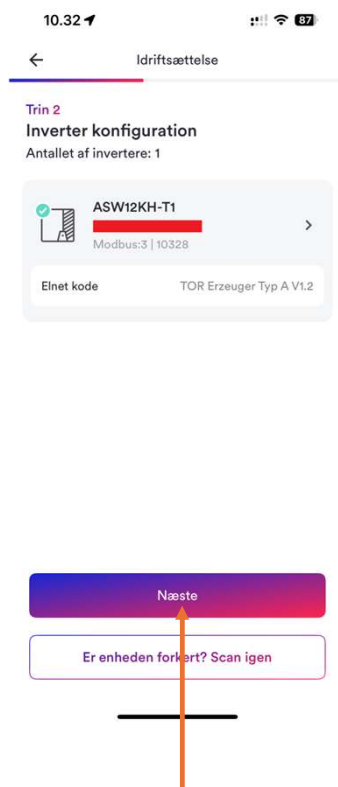 10.32
87
Idriftsættelse
Trin 2
Inverter konfiguration
Antallet af invertere: 1
ASW12KH-T1
Modbus:3 | 10328
Elnet kode TOR Erzeuger Typ A V1.2
Næste
Er enheden forkert? Scan igen